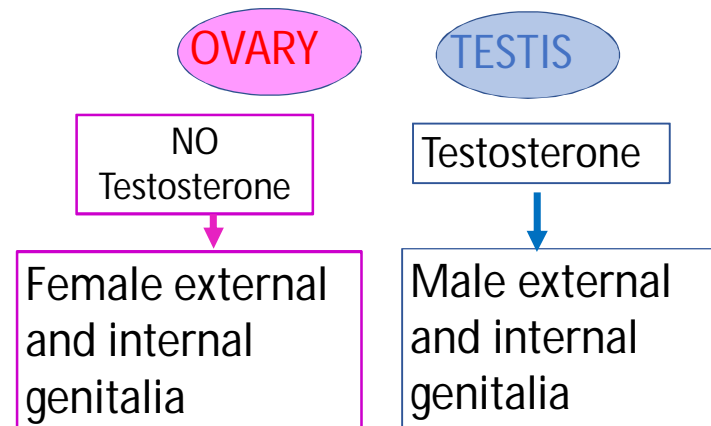 OVARY
TESTIS
NO
Testosterone
Testosterone
Female external
and internal
genitalia
Male external
and internal
genitalia